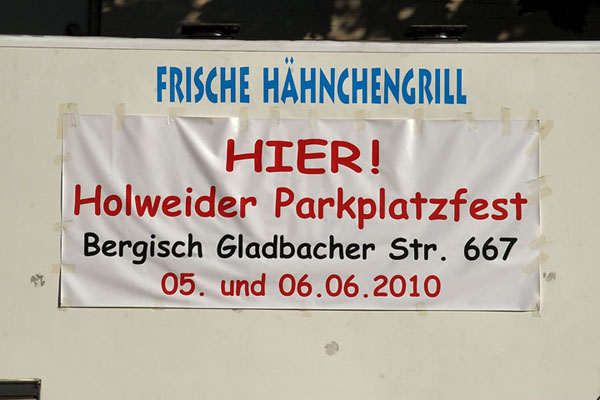 FRISCHE HÄHNCHENGRILL
HIER!
Holweider Parkplatzfest
Bergisch Gladbacher Str. 667
05. und 06.06.2010